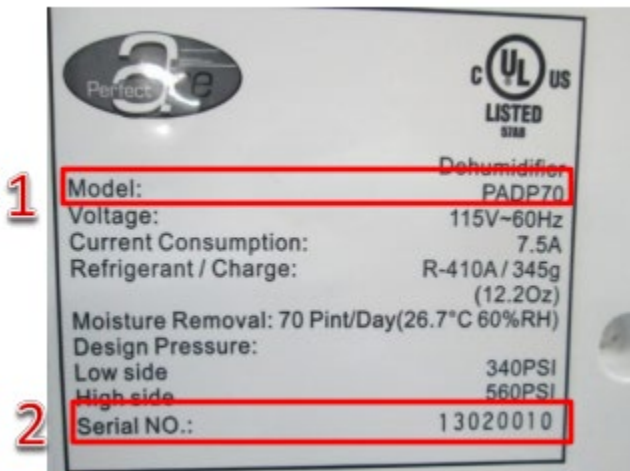 Perfect aire
C UL US
LISTED
57AB
Dehumidifier
1
Model: PADP70
Voltage: 115V~60Hz
Current Consumption: 7.5A
Refrigerant / Charge: R-410A / 345g
(12.2Oz)
Moisture Removal: 70 Pint/Day(26.7°C 60%RH)
Design Pressure:
Low side 340PSI
High side 560PSI
2
Serial NO.: 13020010